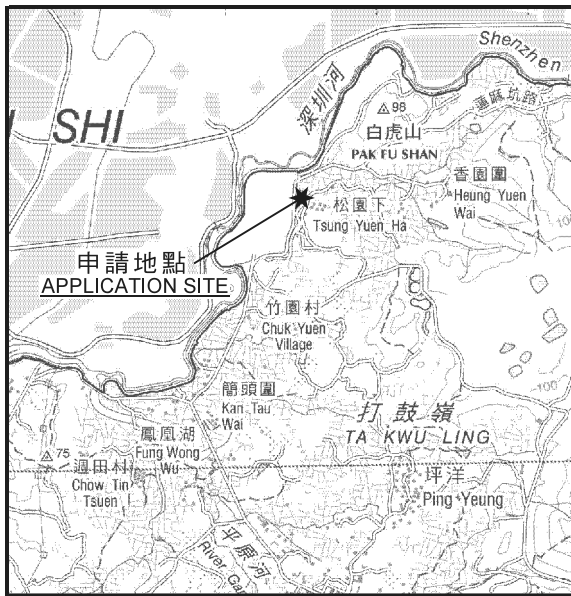 Shenzhen
深圳河
I SHI
98
白虎山
PAK FU SHAN
蓮麻坑路
香園圍
Heung Yuen
Wai
松園下
Tsung Yuen Ha
申請地點
APPLICATION SITE
竹園村
Chuk Yuen
Village
100
簡頭圍
Kan Tau
Wai
打鼓嶺
TA KWU LING
鳳凰湖
Fung Wong
Wu
75
週田村
Chow Tin
Tsuen
坪洋
Ping Yeung
平原河
River Gan